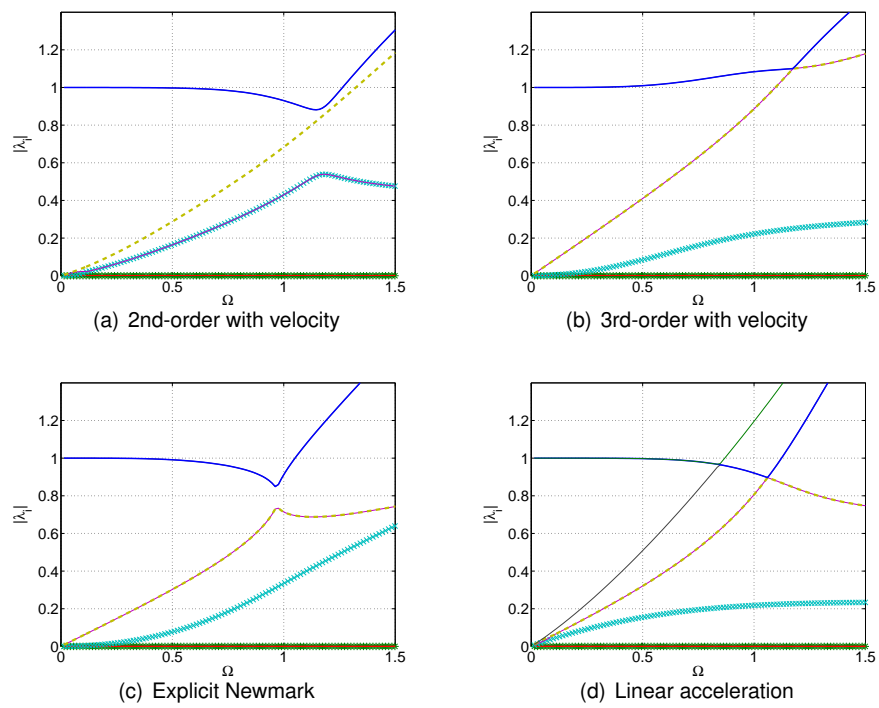 1.2
1
0.8
0.6
0.4
0.2
0
0 0.5 1 1.5
|λi|
Ω
(a) 2nd-order with velocity
1.2
1
0.8
0.6
0.4
0.2
0
0 0.5 1 1.5
|λi|
Ω
(b) 3rd-order with velocity
1.2
1
0.8
0.6
0.4
0.2
0
0 0.5 1 1.5
|λi|
Ω
(c) Explicit Newmark
1.2
1
0.8
0.6
0.4
0.2
0
0 0.5 1 1.5
|λi|
Ω
(d) Linear acceleration